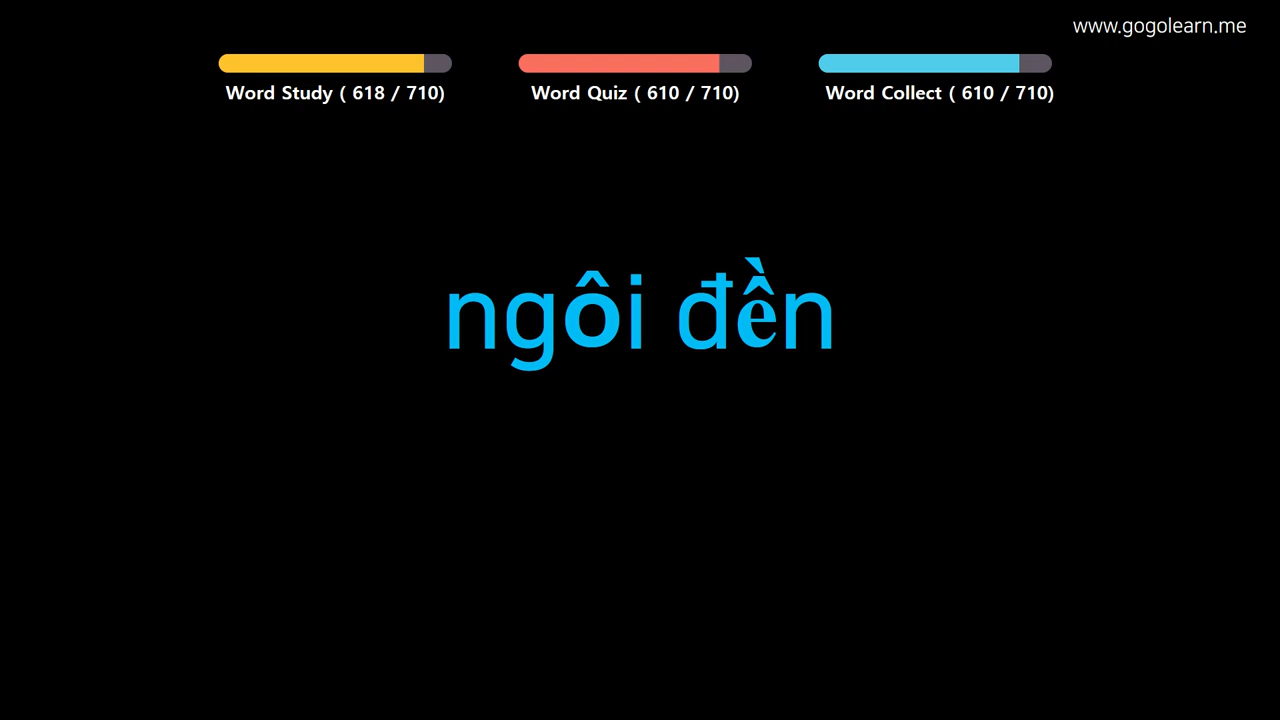 www.gogolearn.me
Word Study ( 618 / 710)
Word Quiz ( 610 / 710)
Word Collect ( 610 / 710)
ngôi đền